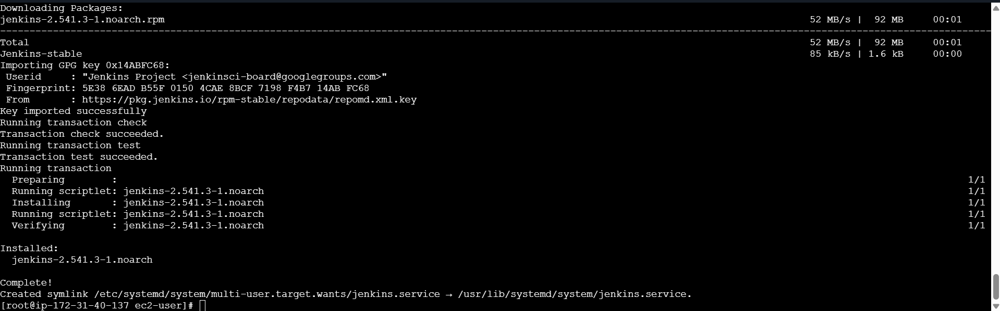 Downloading Packages:
jenkins-2.541.3-1.noarch.rpm                                        52 MB/s |  92 MB     00:01
--------------------------------------------------------------------------------
Total                                                               52 MB/s |  92 MB     00:01
Jenkins-stable                                                      85 kB/s | 1.6 kB     00:00
Importing GPG key 0x14ABFC68:
 Userid     : "Jenkins Project <jenkinsci-board@googlegroups.com>"
 Fingerprint: 5E38 6EAD B55F 0150 4CAE 8BCF 7198 F4B7 14AB FC68
 From       : https://pkg.jenkins.io/rpm-stable/repodata/repomd.xml.key
Key imported successfully
Running transaction check
Transaction check succeeded.
Running transaction test
Transaction test succeeded.
Running transaction
  Preparing        :                                                                       1/1
  Running scriptlet: jenkins-2.541.3-1.noarch                                              1/1
  Installing       : jenkins-2.541.3-1.noarch                                              1/1
  Running scriptlet: jenkins-2.541.3-1.noarch                                              1/1
  Verifying        : jenkins-2.541.3-1.noarch                                              1/1

Installed:
  jenkins-2.541.3-1.noarch

Complete!
Created symlink /etc/systemd/system/multi-user.target.wants/jenkins.service → /usr/lib/systemd/system/jenkins.service.
[root@ip-172-31-40-137 ec2-user]#